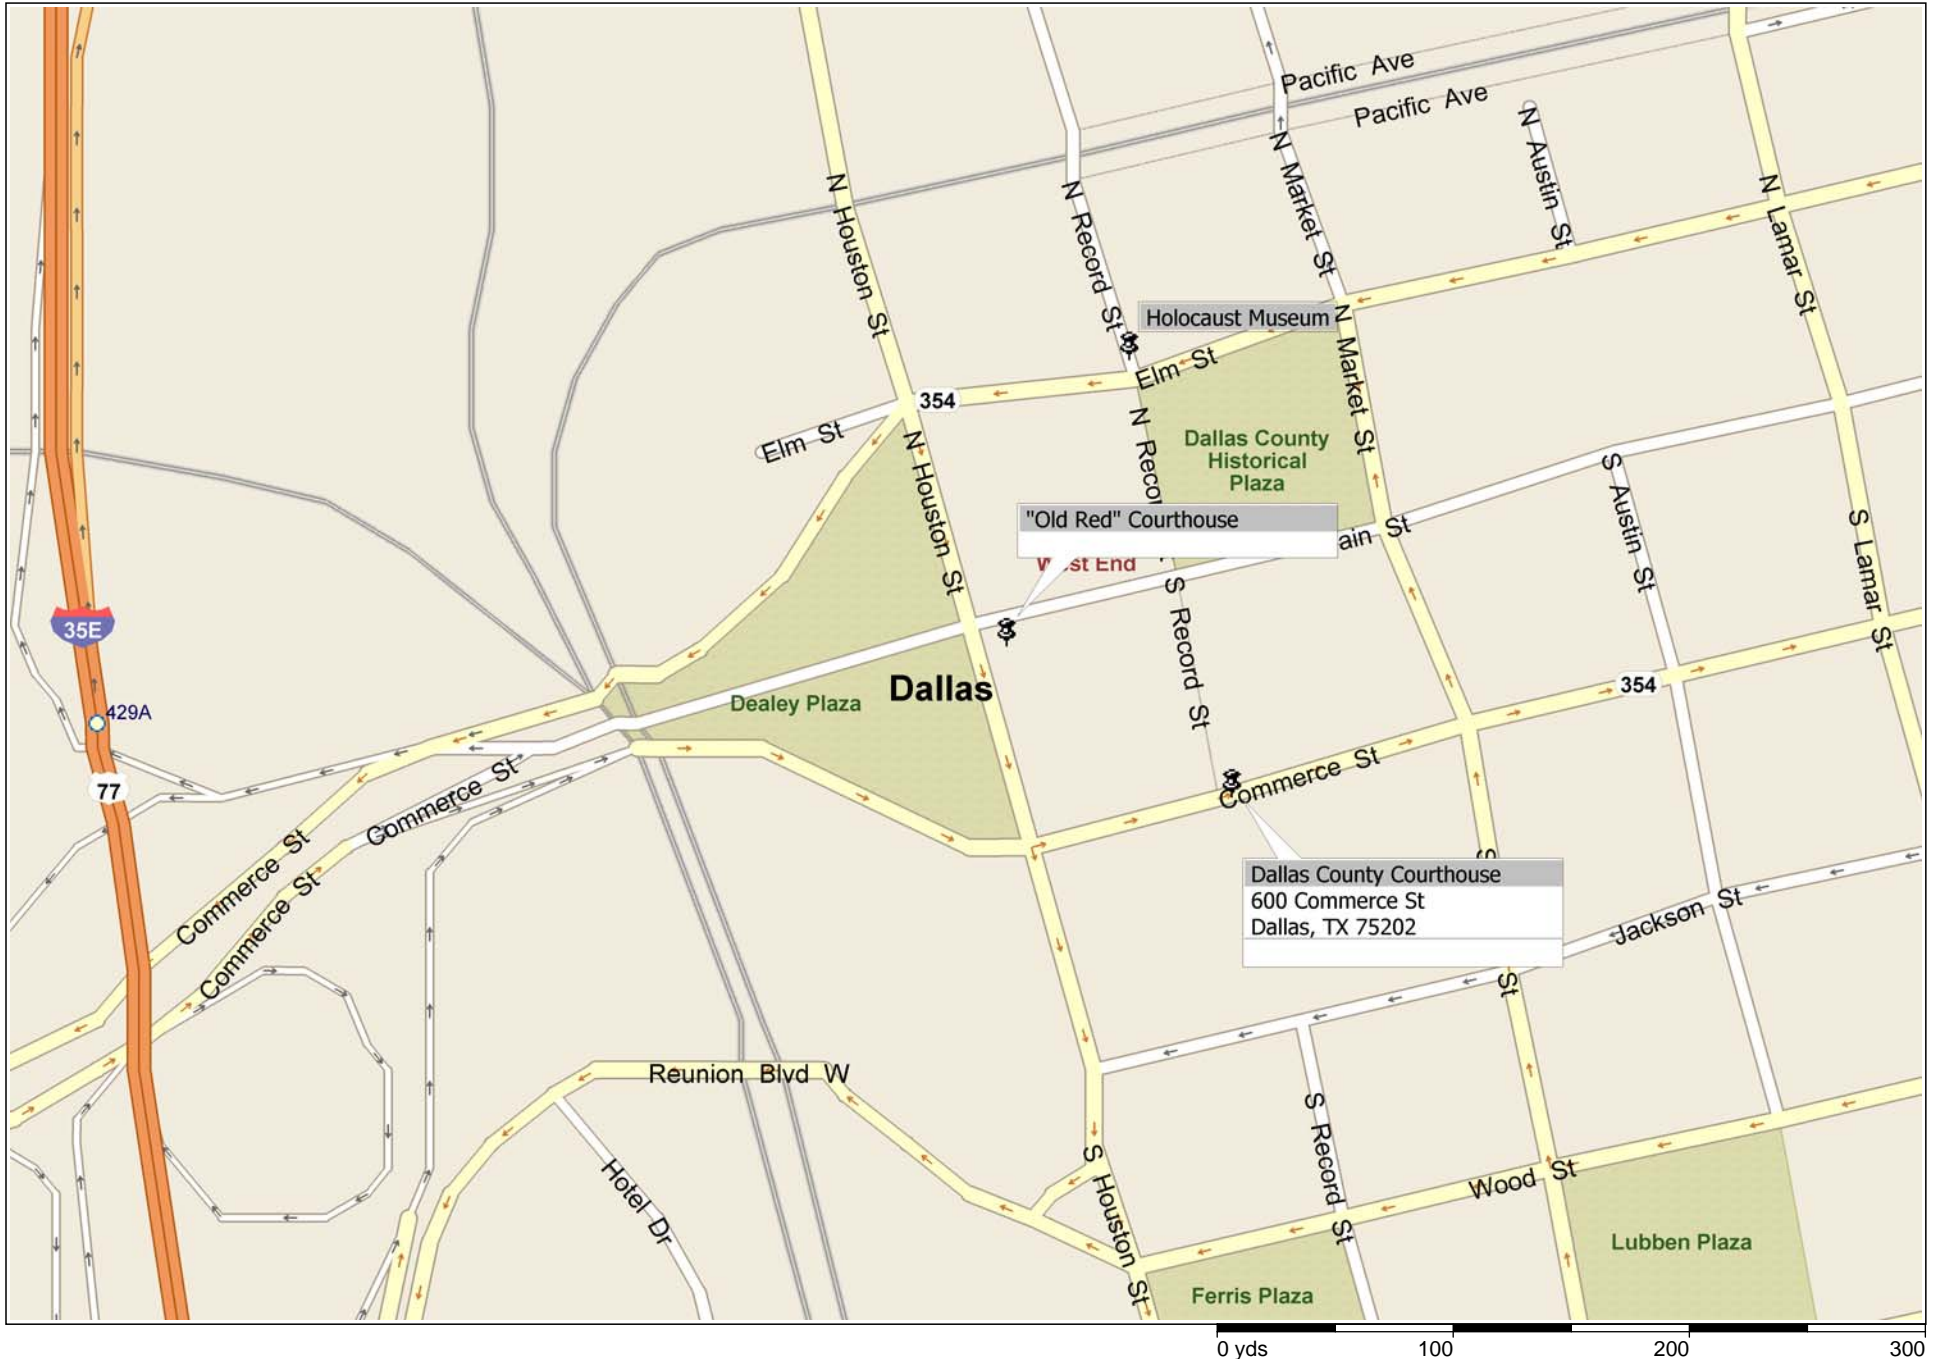 Pacific Ave
Pacific Ave
N Austin St
N Market St
N Record St
N Houston St
N Lamar St
Holocaust Museum
N Market St
Elm St
354
Elm St
N Houston St
Dallas County
Historical
Plaza
S Austin St
"Old Red" Courthouse
ain St
S Lamar St
S Record St
35E
Dealey Plaza
Dallas
354
429A
77
Commerce St
Commerce St
Commerce St
Commerce St
Dallas County Courthouse
600 Commerce St
Dallas, TX 75202
Jackson St
St
Reunion Blvd W
S Record St
S Houston St
Hotel Dr
Wood St
Lubben Plaza
Ferris Plaza
0 yds 100 200 300